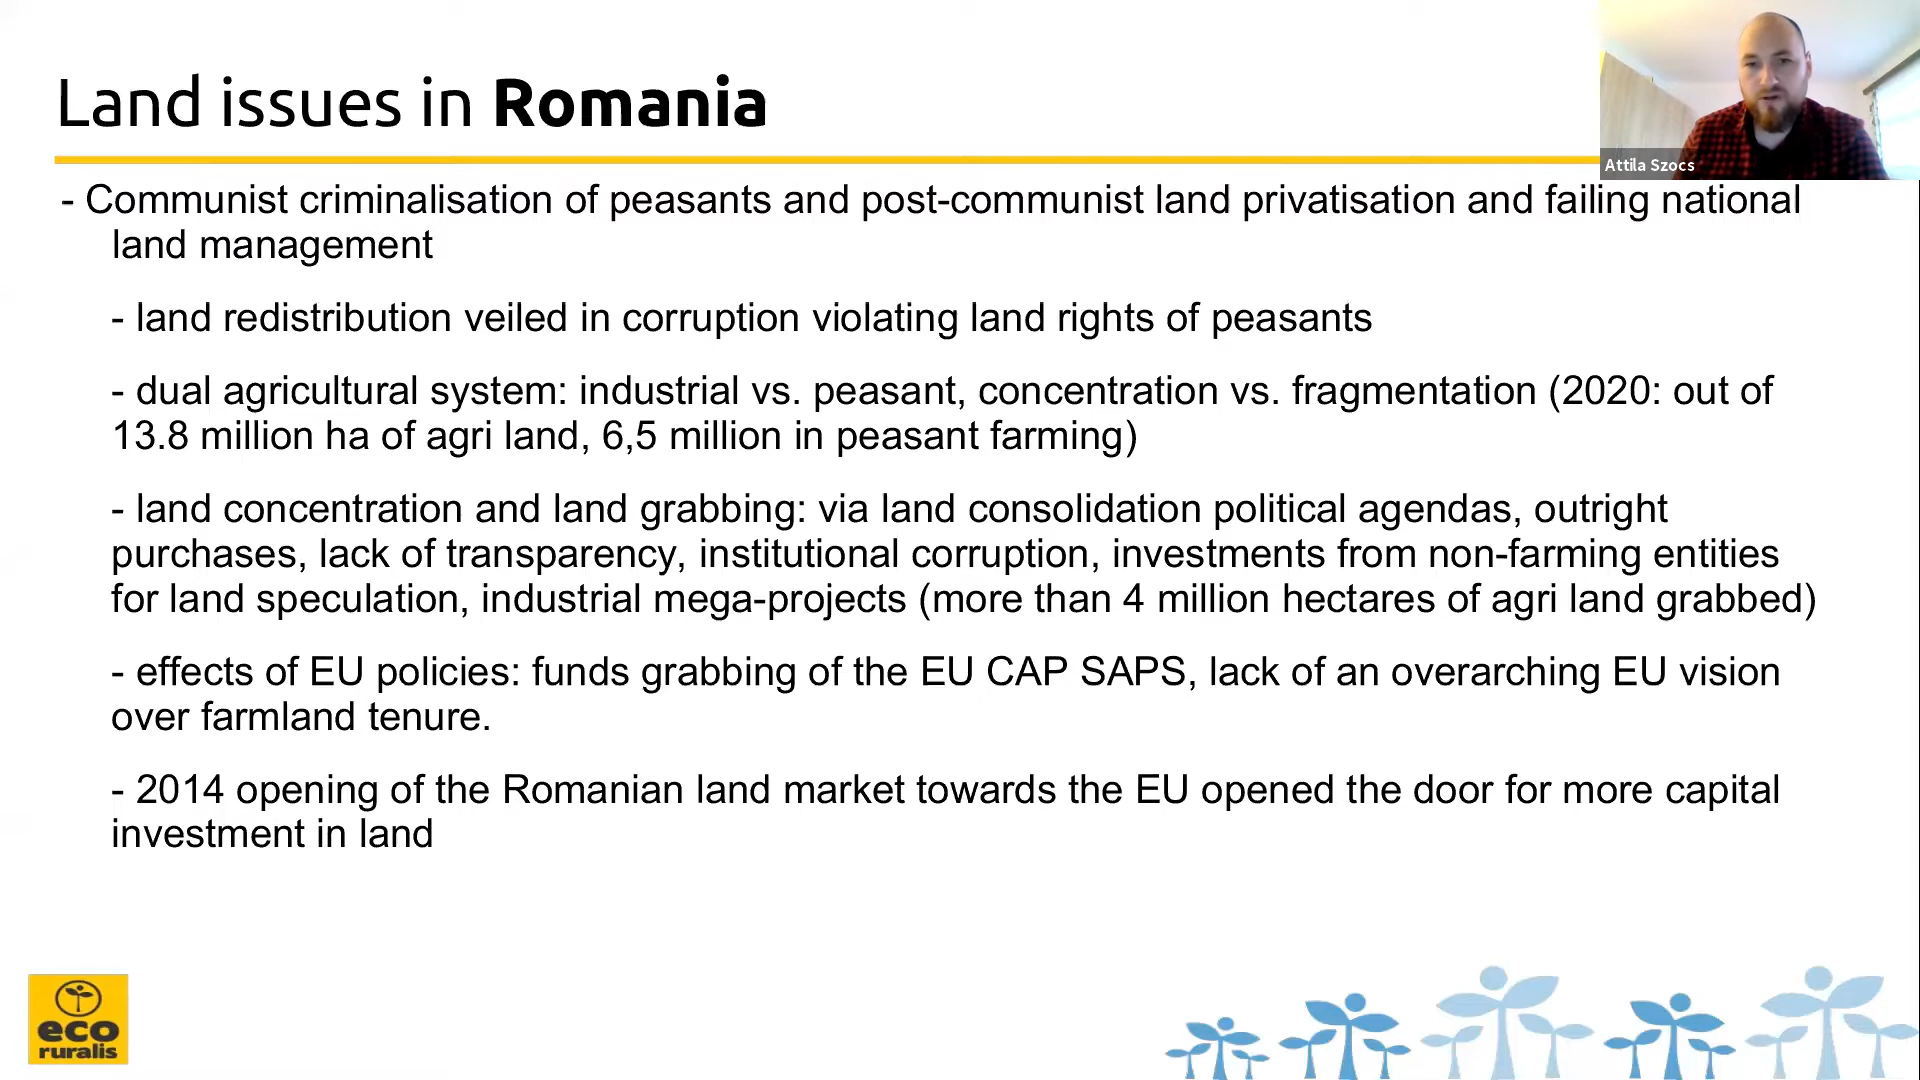 Land issues in Romania
Attila Szocs
- Communist criminalisation of peasants and post-communist land privatisation and failing national
land management
- land redistribution veiled in corruption violating land rights of peasants
- dual agricultural system: industrial vs. peasant, concentration vs. fragmentation (2020: out of
13.8 million ha of agri land, 6,5 million in peasant farming)
- land concentration and land grabbing: via land consolidation political agendas, outright
purchases, lack of transparency, institutional corruption, investments from non-farming entities
for land speculation, industrial mega-projects (more than 4 million hectares of agri land grabbed)
- effects of EU policies: funds grabbing of the EU CAP SAPS, lack of an overarching EU vision
over farmland tenure.
- 2014 opening of the Romanian land market towards the EU opened the door for more capital
investment in land
eco
ruralis